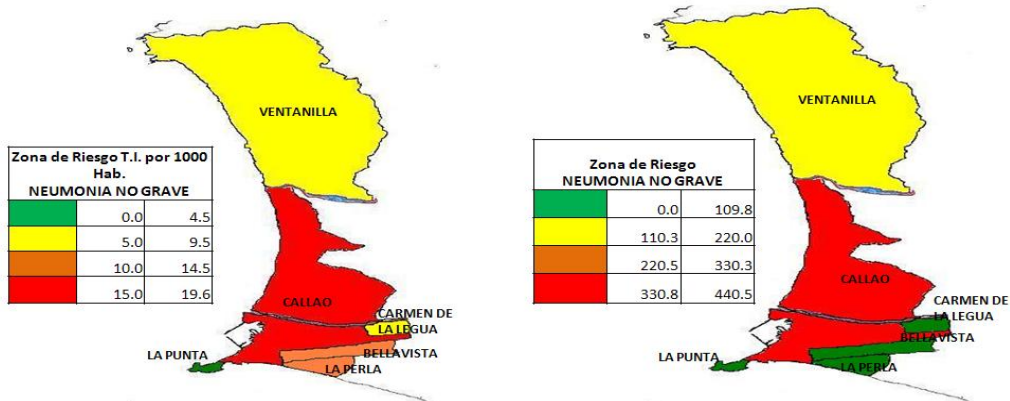 VENTANILLA
Zona de Riesgo T.I. por 1000
Hab.
NEUMONIA NO GRAVE
0.0 4.5
5.0 9.5
10.0 14.5
15.0 19.6
CALLAO
CARMEN DE
LA LEGUA
BELLAVISTA
LA PUNTA
LA PERLA
VENTANILLA
Zona de Riesgo
NEUMONIA NO GRAVE
0.0 109.8
110.3 220.0
220.5 330.3
330.8 440.5
CALLAO
CARMEN DE
LA LEGUA
BELLAVISTA
LA PUNTA
LA PERLA